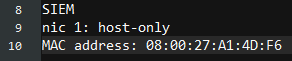 8 SIEM
9 nic 1: host-only
10 MAC address: 08:00:27:A1:4D:F6